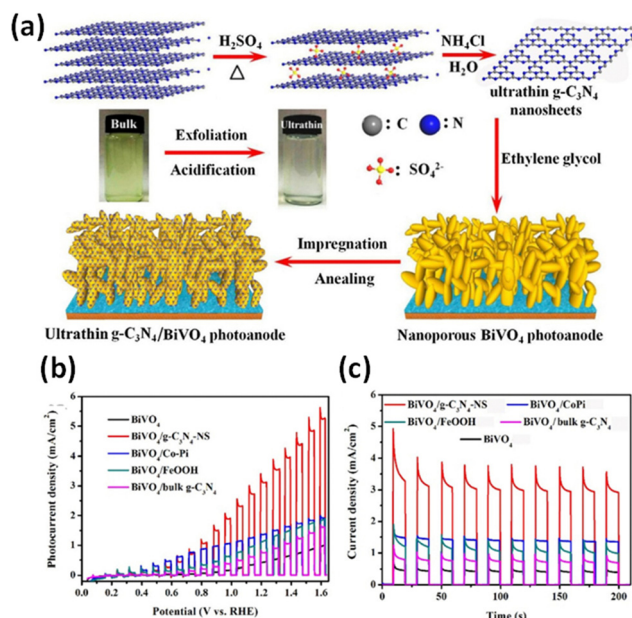 (a)
H₂SO₄
△
NH₄Cl
H₂O
ultrathin g-C₃N₄
nanosheets
Bulk
Exfoliation
Acidification
Ultrathin
: C
: N
: SO₄²⁻
Ethylene glycol
Impregnation
Anealing
Ultrathin g-C₃N₄/BiVO₄ photoanode
Nanoporous BiVO₄ photoanode
(b)
Photocurrent density (mA/cm²)
6
5
4
3
2
1
0
BiVO₄
BiVO₄/g-C₃N₄-NS
BiVO₄/Co-Pi
BiVO₄/FeOOH
BiVO₄/bulk g-C₃N₄
0.0 0.2 0.4 0.6 0.8 1.0 1.2 1.4 1.6
Potential (V vs. RHE)
(c)
Current density (mA/cm²)
6
5
4
3
2
1
0
BiVO₄/g-C₃N₄-NS
BiVO₄/CoPi
BiVO₄/FeOOH
BiVO₄/bulk g-C₃N₄
BiVO₄
0 50 100 150 200
Time (s)